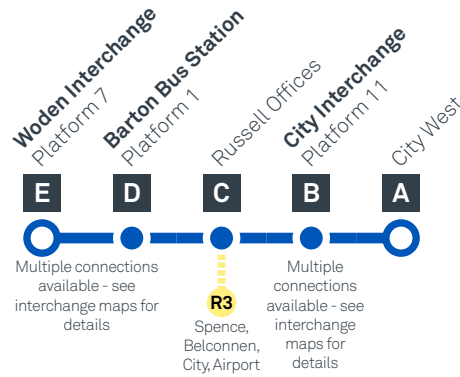 Woden Interchange
Platform 7
Barton Bus Station
Platform 1
Russell Offices
City Interchange
Platform 11
City West
E
D
C
B
A
Multiple connections
available - see
interchange maps for
details
R3
Spence,
Belconnen,
City, Airport
Multiple
connections
available - see
interchange
maps for
details